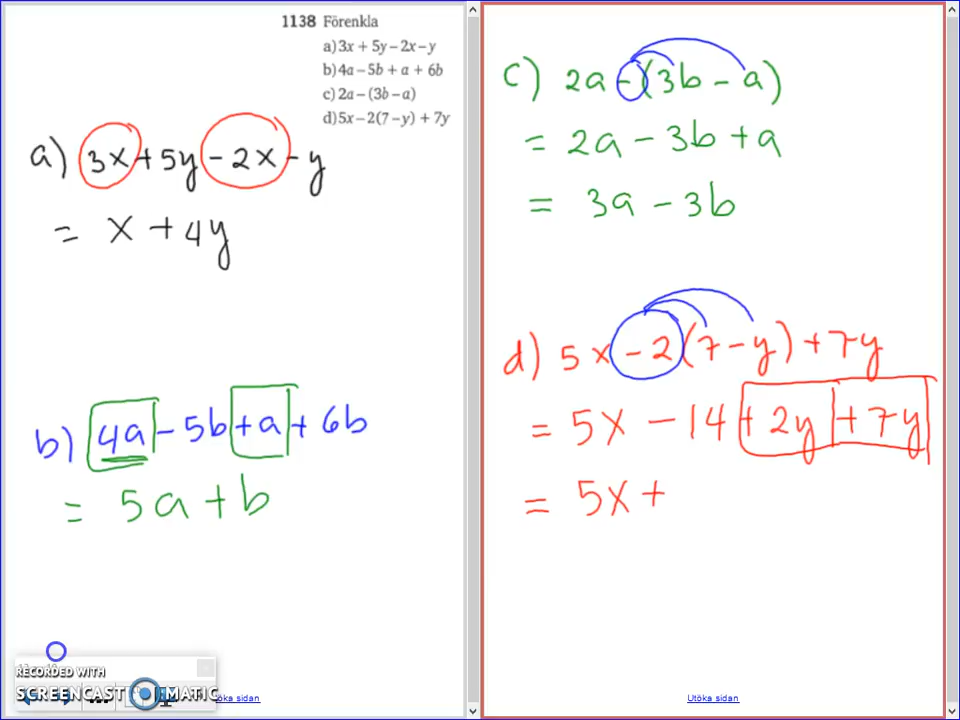 1138 Förenkla
a) 3x + 5y – 2x – y
b) 4a – 5b + a + 6b
c) 2a – (3b – a)
d) 5x – 2(7 – y) + 7y
a) 3x + 5y - 2x - y
= x + 4y
b) 4a - 5b + a + 6b
= 5a + b
c) 2a - (3b - a)
= 2a - 3b + a
= 3a - 3b
d) 5x - 2(7 - y) + 7y
= 5x - 14 + 2y + 7y
= 5x +
RECORDED WITH
SCREENCAST O MATIC
Utöka sidan
Utöka sidan